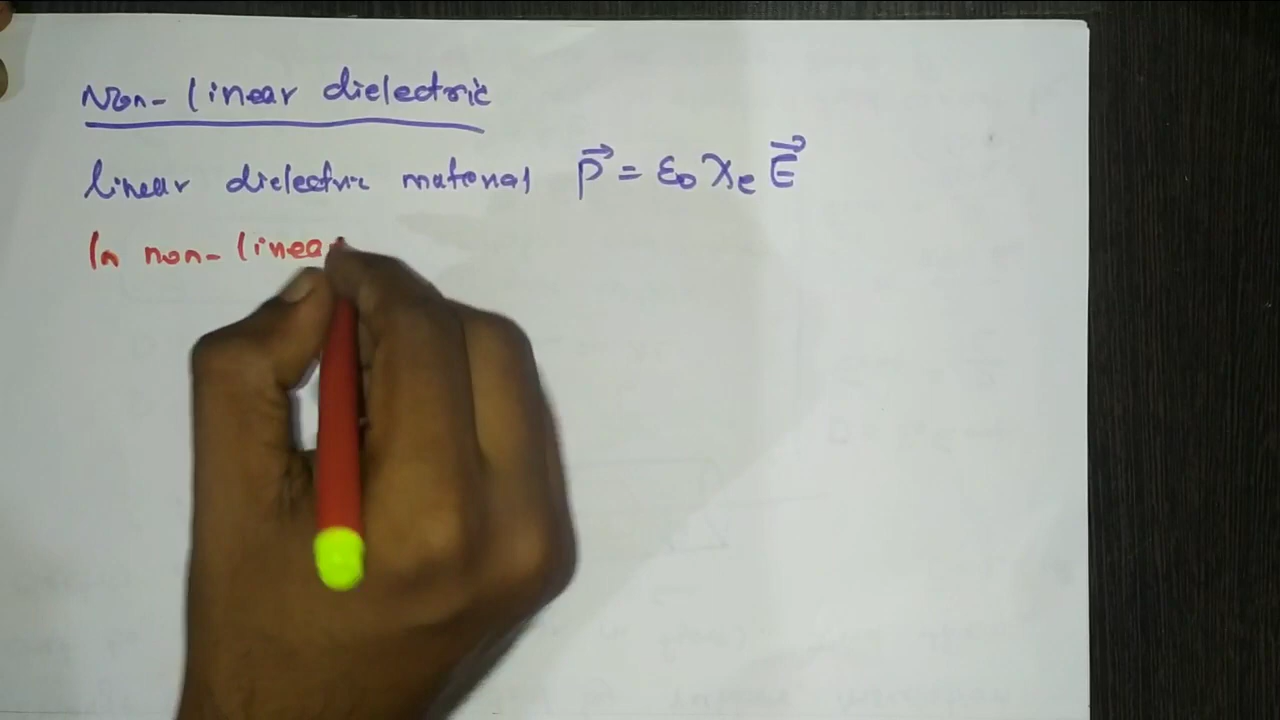 Non-linear dielectric
linear dielectric material P⃗ = ε₀ χₑ E⃗
In non-linear